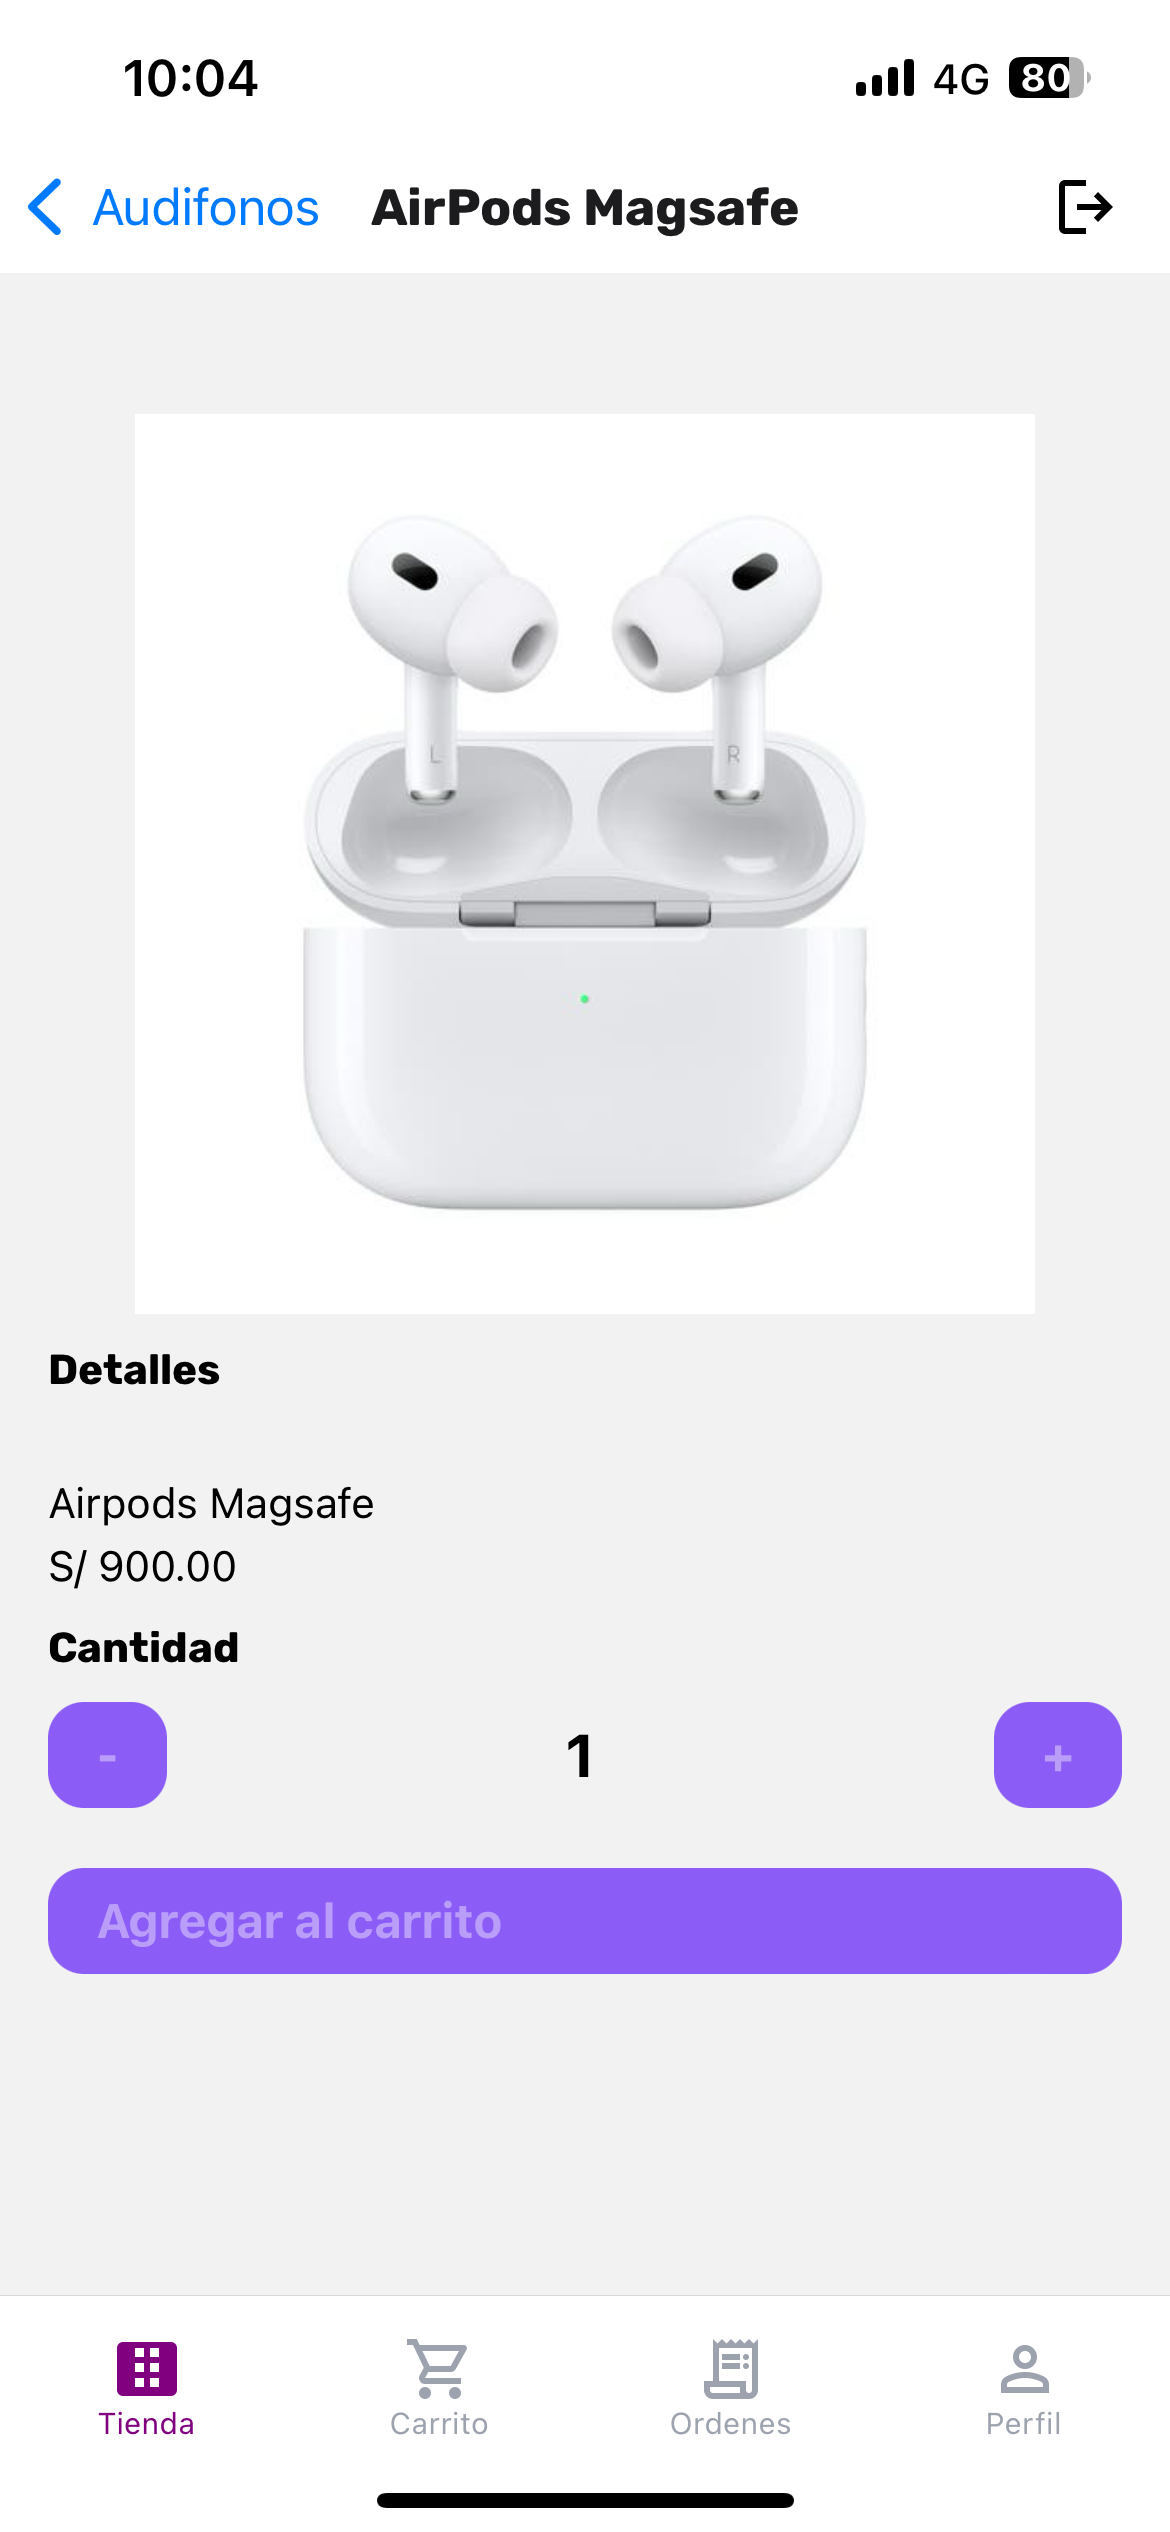 10:04
4G
80
Audifonos
AirPods Magsafe
L
R
Detalles
Airpods Magsafe
S/ 900.00
Cantidad
-
1
+
Agregar al carrito
Tienda
Carrito
Ordenes
Perfil